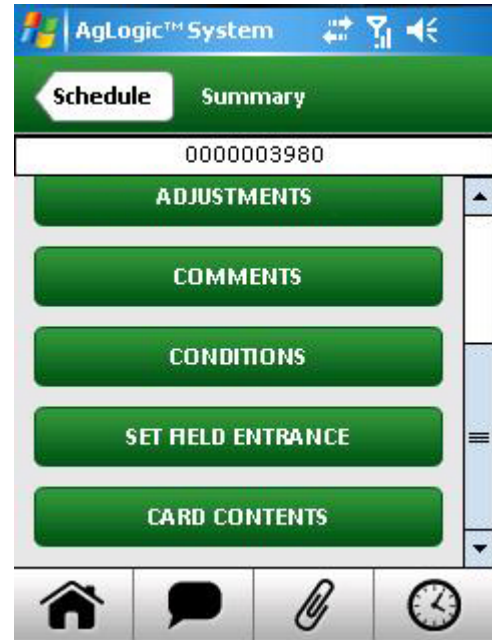 AgLogic™ System
Schedule Summary
0000003980
ADJUSTMENTS
COMMENTS
CONDITIONS
SET FIELD ENTRANCE
CARD CONTENTS